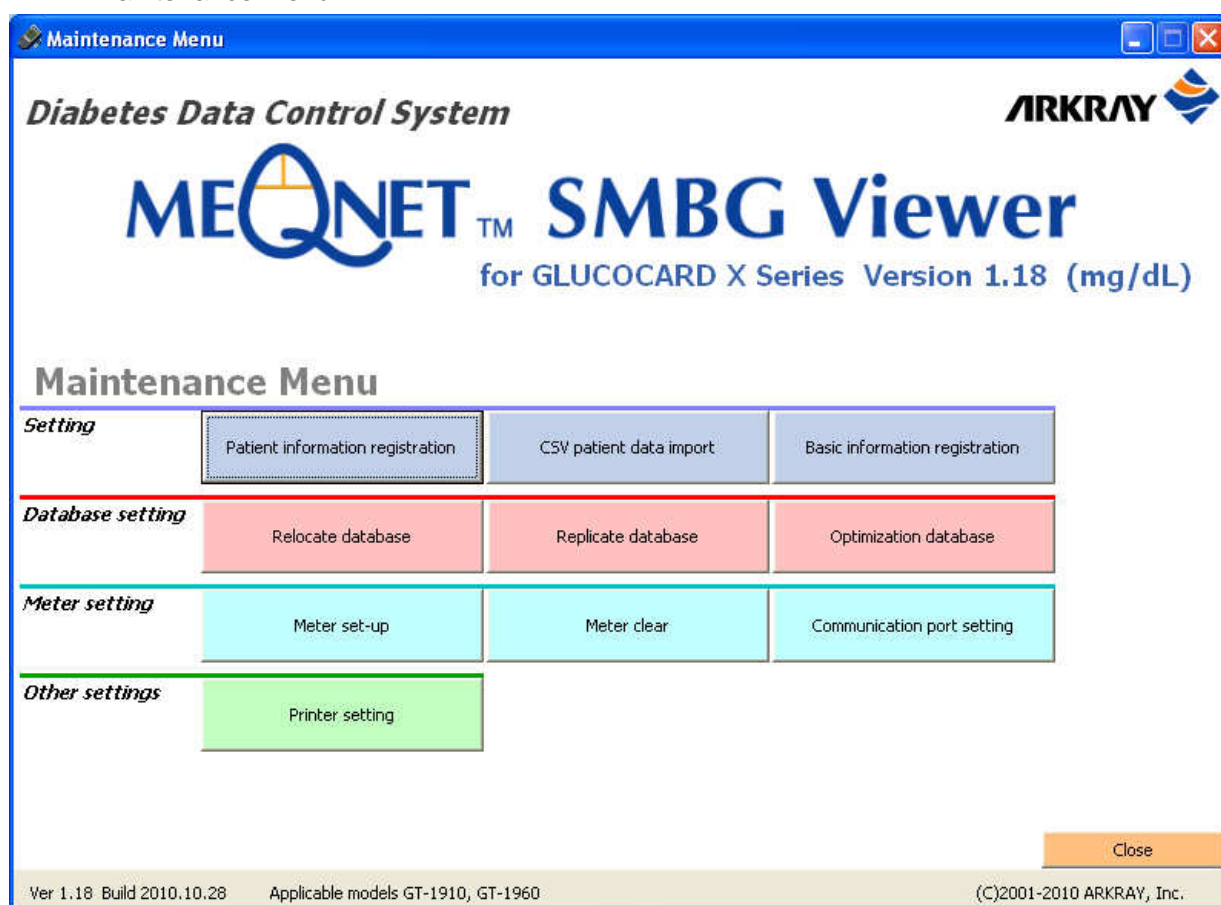 Maintenance Menu
Diabetes Data Control System
ARKRAY
MEQNET™ SMBG Viewer
for GLUCOCARD X Series Version 1.18 (mg/dL)
Maintenance Menu
Setting
Patient information registration
CSV patient data import
Basic information registration
Database setting
Relocate database
Replicate database
Optimization database
Meter setting
Meter set-up
Meter clear
Communication port setting
Other settings
Printer setting
Close
Ver 1.18 Build 2010.10.28 Applicable models GT-1910, GT-1960 (C)2001-2010 ARKRAY, Inc.